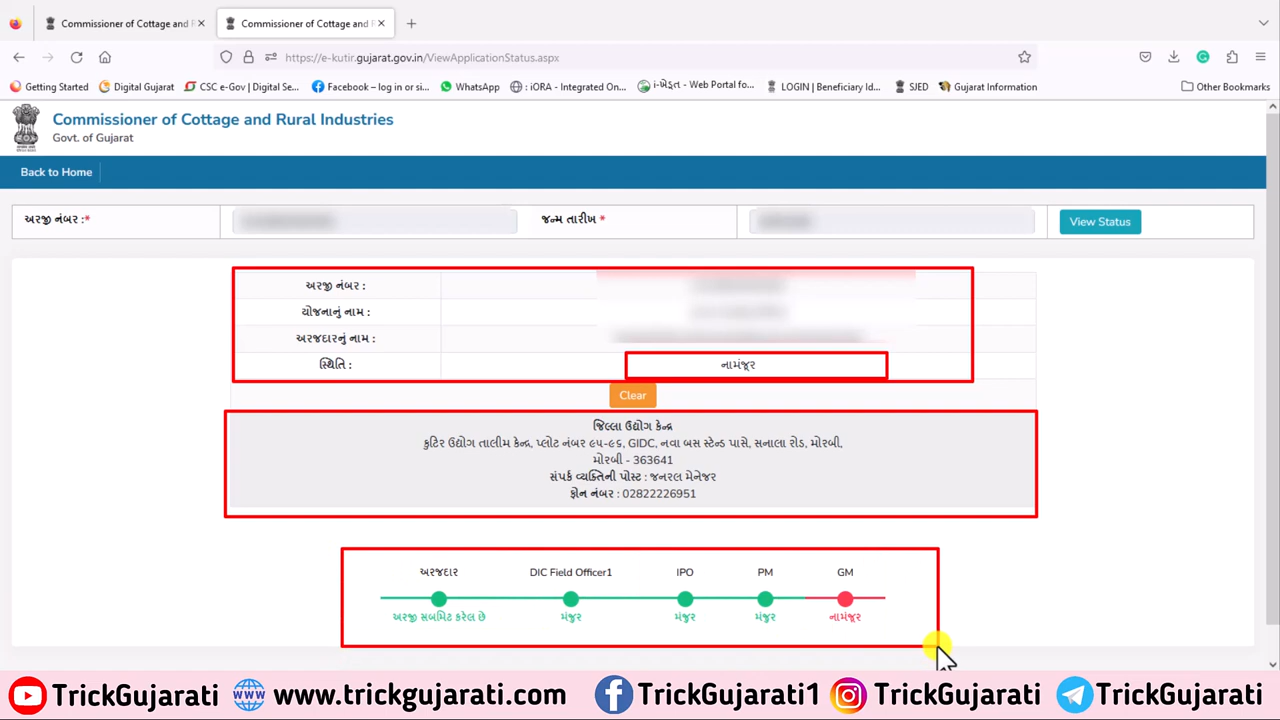 Commissioner of Cottage and R
Commissioner of Cottage and R
https://e-kutir.gujarat.gov.in/ViewApplicationStatus.aspx
Getting Started
Digital Gujarat
CSC e-Gov | Digital Se...
Facebook – log in or si...
WhatsApp
: iORA - Integrated On...
i-ખેડૂત - Web Portal fo...
LOGIN | Beneficiary Id...
SJED
Gujarat Information
Other Bookmarks
Commissioner of Cottage and Rural Industries
Govt. of Gujarat
Back to Home
અરજી નંબર :*
જન્મ તારીખ *
View Status
અરજી નંબર :
યોજનાનું નામ :
અરજદારનું નામ :
સ્થિતિ : નામંજૂર
Clear
જિલ્લા ઉદ્યોગ કેન્દ્ર
કુટિર ઉદ્યોગ તાલીમ કેન્દ્ર, પ્લોટ નંબર ૯૫-૯૬, GIDC, નવા બસ સ્ટેન્ડ પાસે, સનાલા રોડ, મોરબી,
મોરબી - 363641
સંપર્ક વ્યક્તિની પોસ્ટ : જનરલ મેનેજર
ફોન નંબર : 02822226951
અરજદાર DIC Field Officer1 IPO PM GM
અરજી સબમિટ કરેલ છે મંજુર મંજુર મંજુર નામંજૂર
TrickGujarati www.trickgujarati.com TrickGujarati1 TrickGujarati TrickGujarati